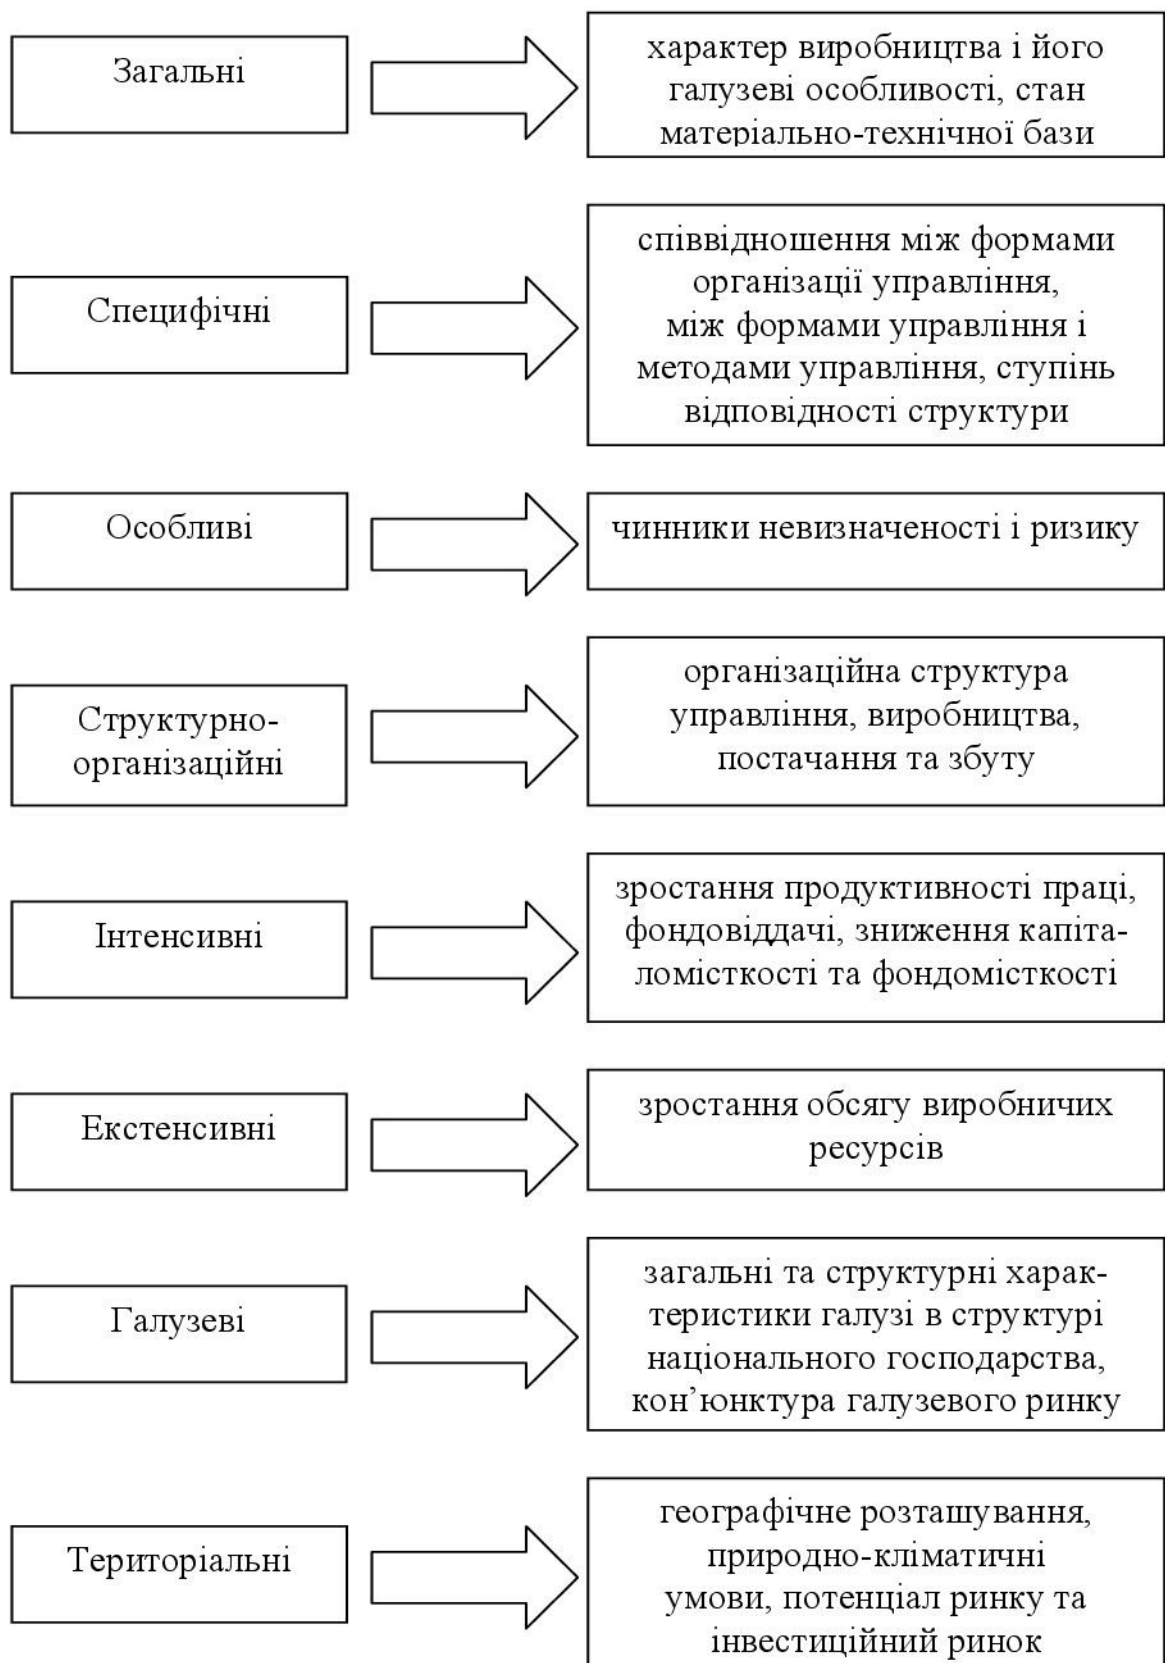 Загальні
характер виробництва і його
галузеві особливості, стан
матеріально-технічної бази
Специфічні
співвідношення між формами
організації управління,
між формами управління і
методами управління, ступінь
відповідності структури
Особливі
чинники невизначеності і ризику
Структурно-
організаційні
організаційна структура
управління, виробництва,
постачання та збуту
Інтенсивні
зростання продуктивності праці,
фондовіддачі, зниження капіта-
ломісткості та фондомісткості
Екстенсивні
зростання обсягу виробничих
ресурсів
Галузеві
загальні та структурні харак-
теристики галузі в структурі
національного господарства,
кон’юнктура галузевого ринку
Територіальні
географічне розташування,
природно-кліматичні
умови, потенціал ринку та
інвестиційний ринок